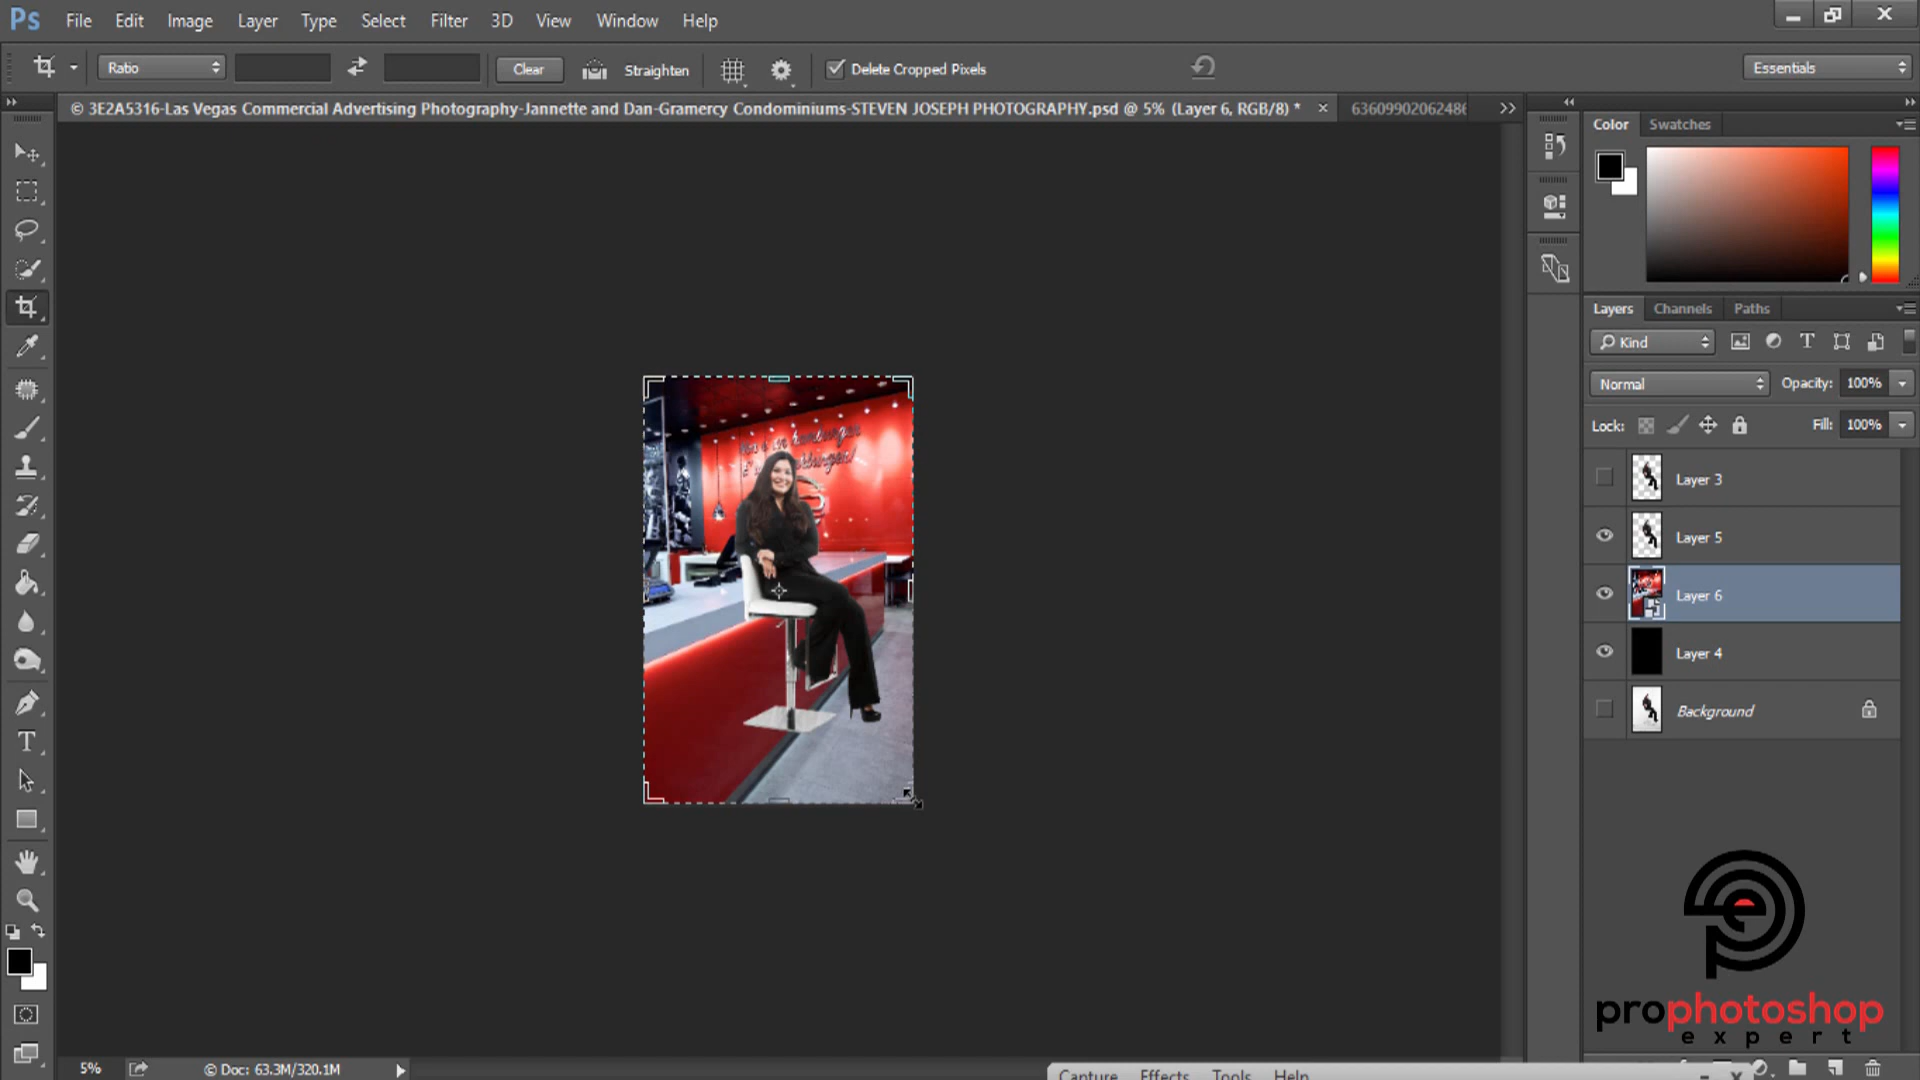 Ps File Edit Image Layer Type Select Filter 3D View Window Help
Ratio Clear Straighten Delete Cropped Pixels Essentials
© 3E2A5316-Las Vegas Commercial Advertising Photography-Jannette and Dan-Gramercy Condominiums-STEVEN JOSEPH PHOTOGRAPHY.psd @ 5% (Layer 6, RGB/8) *
6360990206248
Color Swatches
Layers Channels Paths
Kind
Normal Opacity: 100%
Lock: Fill: 100%
Layer 3
Layer 5
Layer 6
Layer 4
Background
prophotoshop
expert
5% © Doc: 63.3M/320.1M
Capture Effects Tools Help